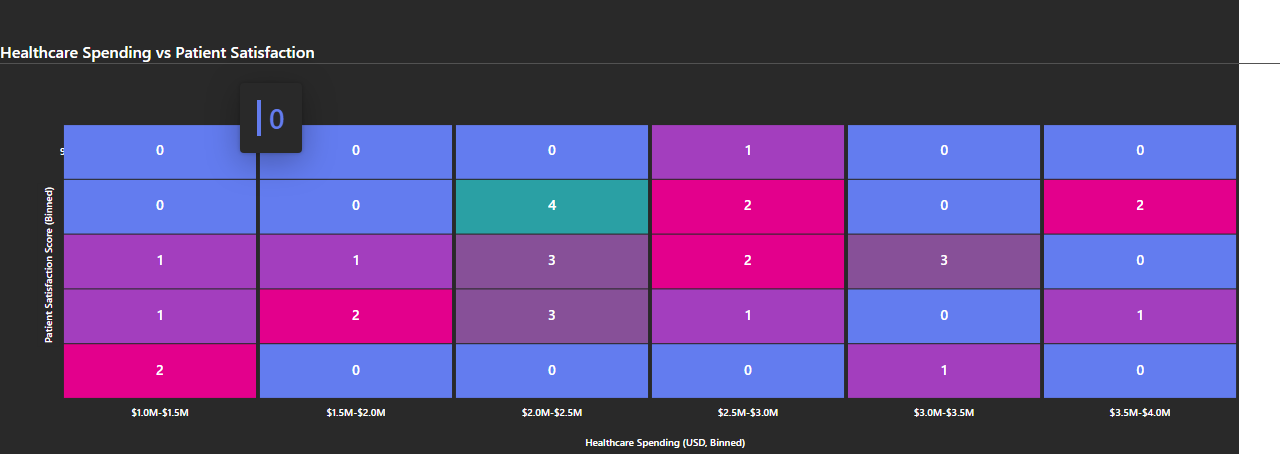 Healthcare Spending vs Patient Satisfaction
0
0 0 0 1 0 0
0 0 4 2 0 2
1 1 3 2 3 0
1 2 3 1 0 1
2 0 0 0 1 0
Patient Satisfaction Score (Binned)
$1.0M-$1.5M $1.5M-$2.0M $2.0M-$2.5M $2.5M-$3.0M $3.0M-$3.5M $3.5M-$4.0M
Healthcare Spending (USD, Binned)